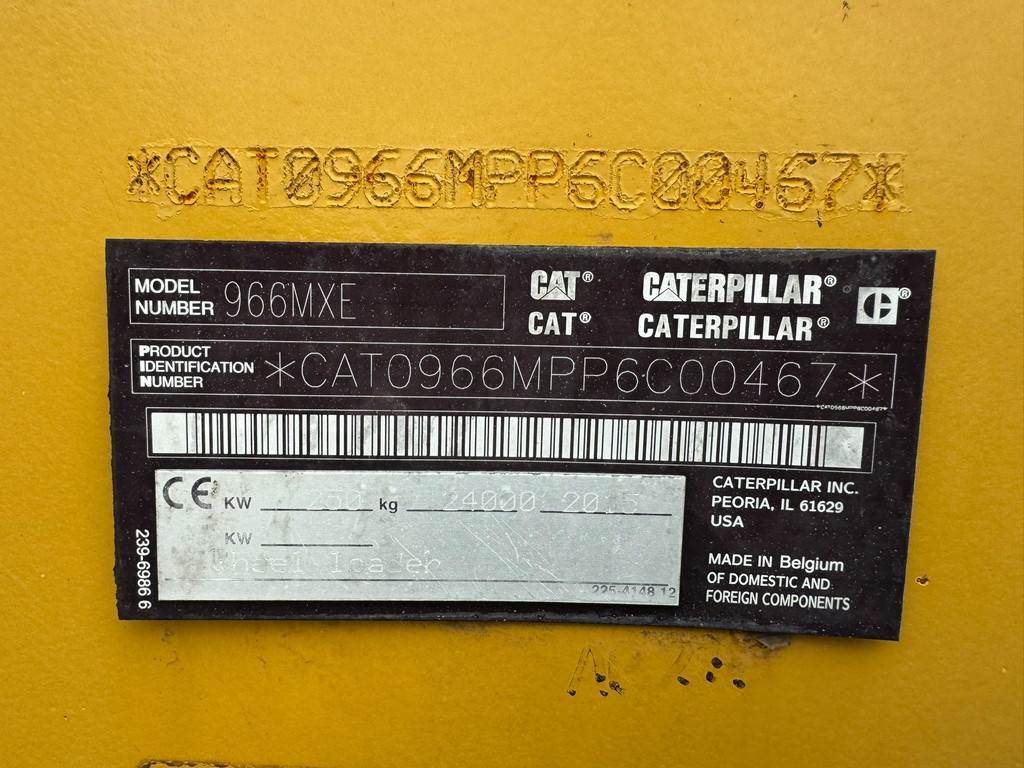 *CAT0966MPP6C00467*
MODEL NUMBER 966MXE
CAT® CATERPILLAR® ®
CAT® CATERPILLAR®
PRODUCT IDENTIFICATION NUMBER *CAT0966MPP6C00467*
*CAT0966MPP6C00467*
CE KW 250 kg 24000 2015
KW
Wheel loader
225-4148 12
239-6986 6
CATERPILLAR INC.
PEORIA, IL 61629
USA
MADE IN Belgium
OF DOMESTIC AND
FOREIGN COMPONENTS